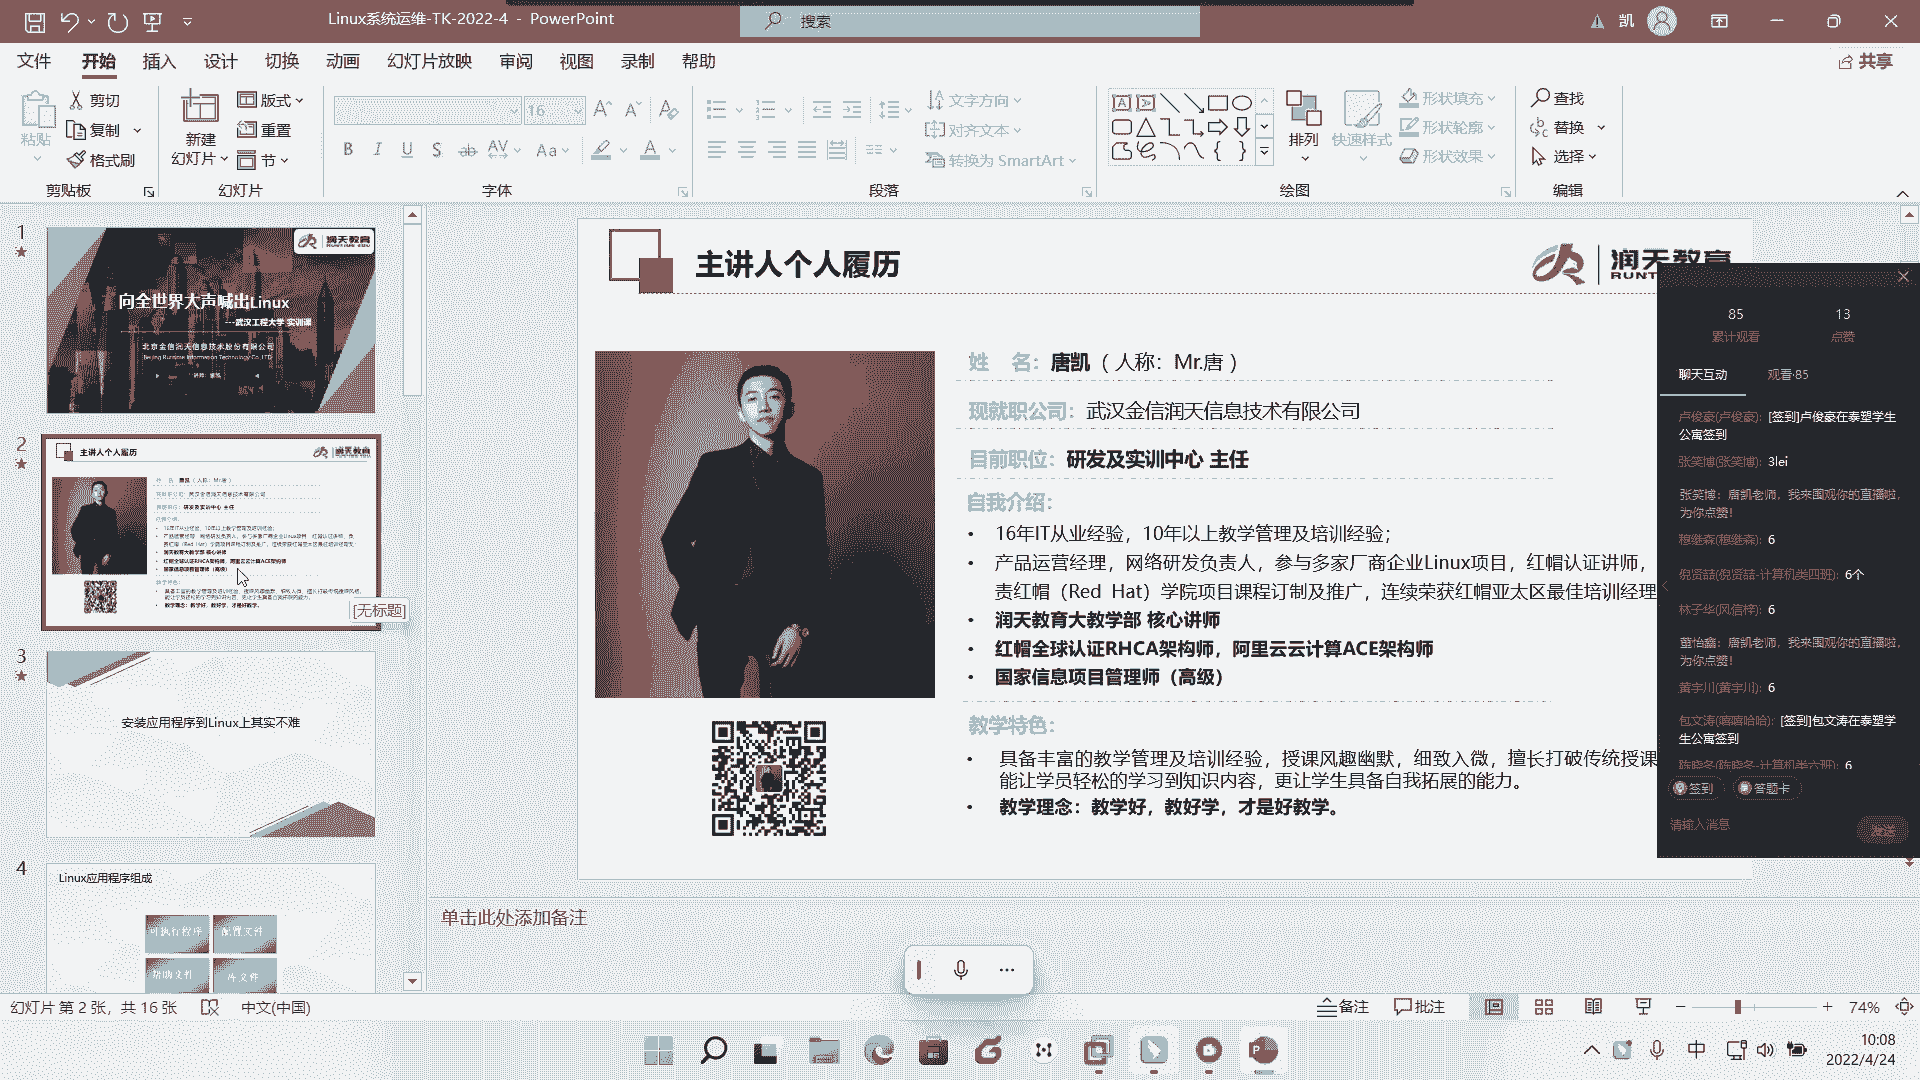 Linux系统运维-TK-2022-4 - PowerPoint
搜索
凯
文件 开始 插入 设计 切换 动画 幻灯片放映 审阅 视图 录制 帮助
共享
粘贴
剪切
复制
格式刷
剪贴板
新建
幻灯片
版式
重置
节
幻灯片
16
字体
文字方向
对齐文本
转换为 SmartArt
段落
排列
快速样式
形状填充
形状轮廓
形状效果
绘图
查找
替换
选择
编辑
1
润天教育
向全世界大声喊出Linux
---武汉工程大学 实训课
北京金信润天信息技术股份有限公司
2
主讲人个人履历
[无标题]
3
安装应用程序到Linux上其实不难
4
Linux应用程序组成
可执行程序 配置文件
帮助文件 库文件
主讲人个人履历
润天教育
姓 名：唐凯（ 人称：Mr.唐 ）
现就职公司：武汉金信润天信息技术有限公司
目前职位：研发及实训中心 主任
自我介绍：
• 16年IT从业经验，10年以上教学管理及培训经验；
• 产品运营经理，网络研发负责人，参与多家厂商企业Linux项目，红帽认证讲师，
责红帽（Red Hat）学院项目课程订制及推广，连续荣获红帽亚太区最佳培训经理
• 润天教育大教学部 核心讲师
• 红帽全球认证RHCA架构师，阿里云云计算ACE架构师
• 国家信息项目管理师（高级）
教学特色：
• 具备丰富的教学管理及培训经验，授课风趣幽默，细致入微，擅长打破传统授课
能让学员轻松的学习到知识内容，更让学生具备自我拓展的能力。
• 教学理念：教学好，教好学，才是好教学。
85 13
累计观看 点赞
聊天互动 观看·85
卢俊豪(卢俊豪)：[签到]卢俊豪在泰塑学生
公寓签到
张笑博(张笑博)：3lei
张笑博：唐凯老师，我来围观你的直播啦，
为你点赞！
穆继森(穆继森)：6
倪贤喆(倪贤喆-计算机类四班)：6个
林子华(风信梓)：6
董怡鑫：唐凯老师，我来围观你的直播啦，
为你点赞！
黄宇川(黄宇川)：6
包文涛(嘻嘻哈哈)：[签到]包文涛在泰塑学
生公寓签到
陈晓冬(陈晓冬--计算机类六班)：6
签到 答题卡
请输入消息
发送
单击此处添加备注
幻灯片 第 2 张，共 16 张 中文(中国)
备注 批注 74%
中
10:08
2022/4/24